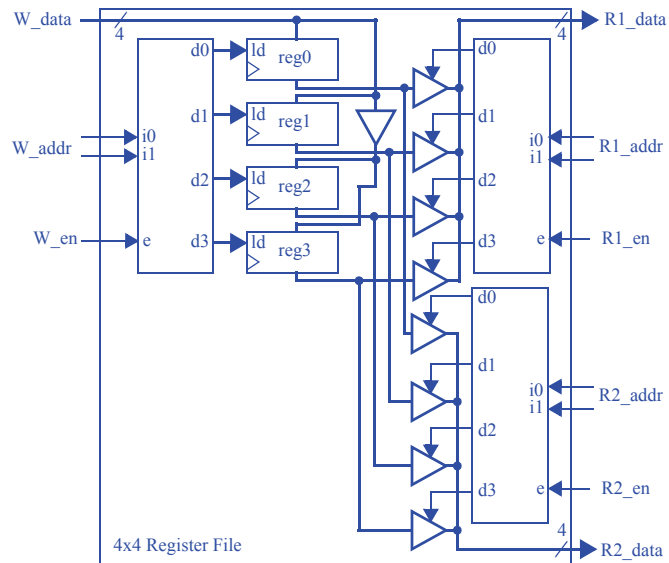 W_data
4
4
R1_data
d0
ld
reg0
d0
d1
ld
reg1
d1
W_addr
i0
i1
i0
i1
R1_addr
d2
ld
reg2
d2
W_en
e
d3
ld
reg3
d3
e
R1_en
d0
d1
i0
i1
R2_addr
d2
d3
e
R2_en
4x4 Register File
4
R2_data